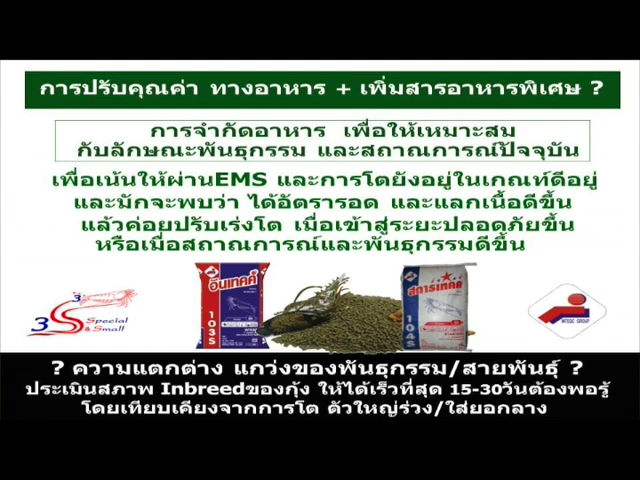 การปรับคุณค่า ทางอาหาร + เพิ่มสารอาหารพิเศษ ?
การจำกัดอาหาร เพื่อให้เหมาะสม
กับลักษณะพันธุกรรม และสถาณการณ์ปัจจุบัน
เพื่อเน้นให้ผ่านEMS และการโตยังอยู่ในเกณท์ดีอยู่
และมักจะพบว่า ได้อัตรารอด และแลกเนื้อดีขึ้น
แล้วค่อยปรับเร่งโต เมื่อเข้าสู่ระยะปลอดภัยขึ้น
หรือเมื่อสถาณการณ์และพันธุกรรมดีขึ้น
3
3S Special
& Small
อินเทคค์
103S
สตาร์เทคค์
104S
INTEQC GROUP
? ความแตกต่าง แกว่งของพันธุกรรม/สายพันธุ์ ?
ประเมินสภาพ Inbreedของกุ้ง ให้ได้เร็วที่สุด 15-30วันต้องพอรู้
โดยเทียบเคียงจากการโต ตัวใหญ่ร่วง/ใส่ยอกลาง